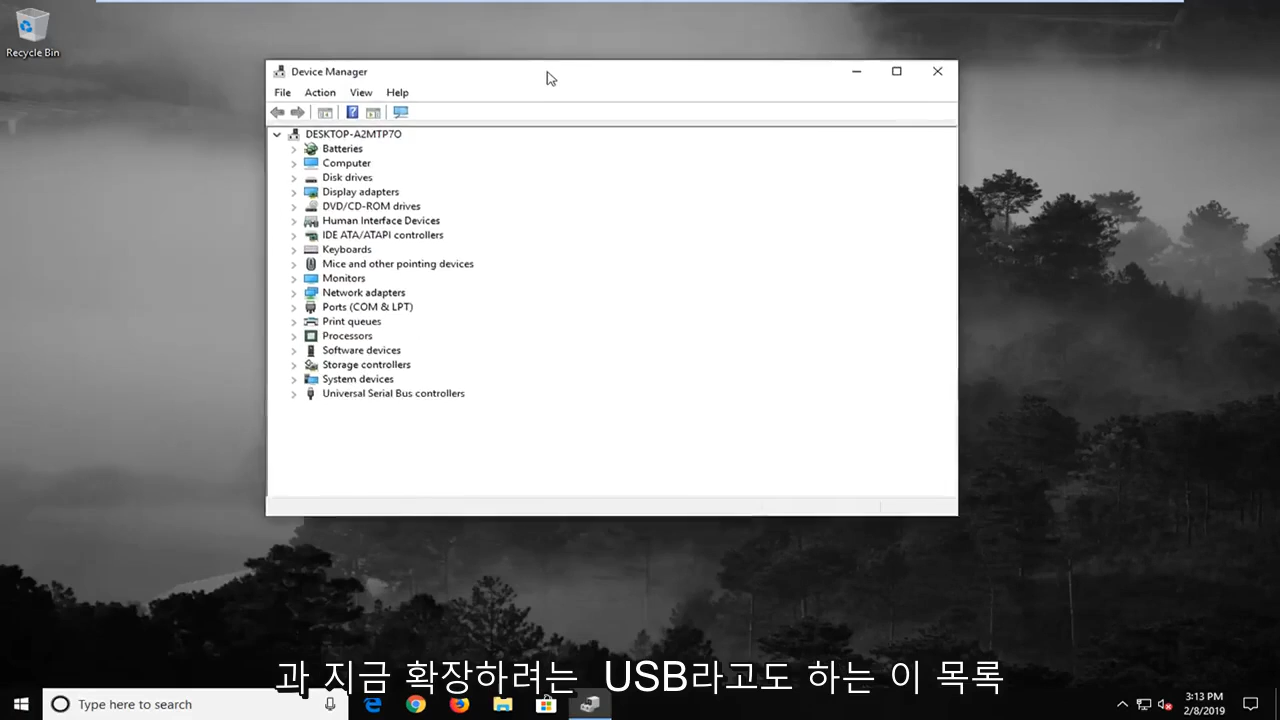 Recycle Bin
Device Manager
File Action View Help
DESKTOP-A2MTP7O
Batteries
Computer
Disk drives
Display adapters
DVD/CD-ROM drives
Human Interface Devices
IDE ATA/ATAPI controllers
Keyboards
Mice and other pointing devices
Monitors
Network adapters
Ports (COM & LPT)
Print queues
Processors
Software devices
Storage controllers
System devices
Universal Serial Bus controllers
과 지금 확장하려는 USB라고도 하는 이 목록
Type here to search
3:13 PM
2/8/2019